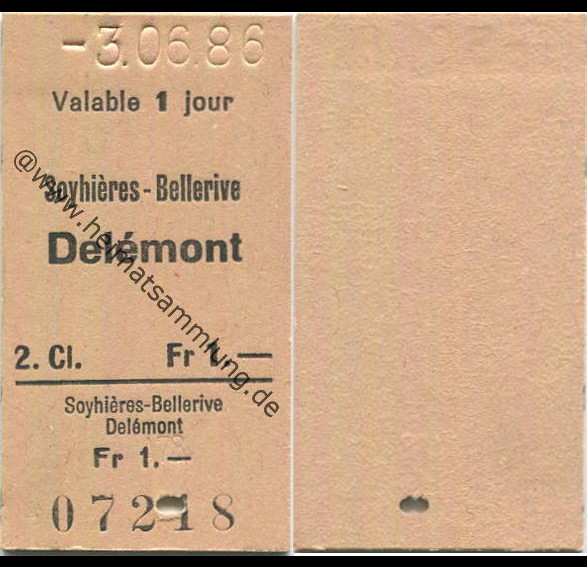 -3.06.86
Valable 1 jour
Soyhières-Bellerive
Delémont
2. Cl. Fr 1.—
Soyhières-Bellerive
Delémont
Fr 1.—
07218
@www.heimatsammlung.de